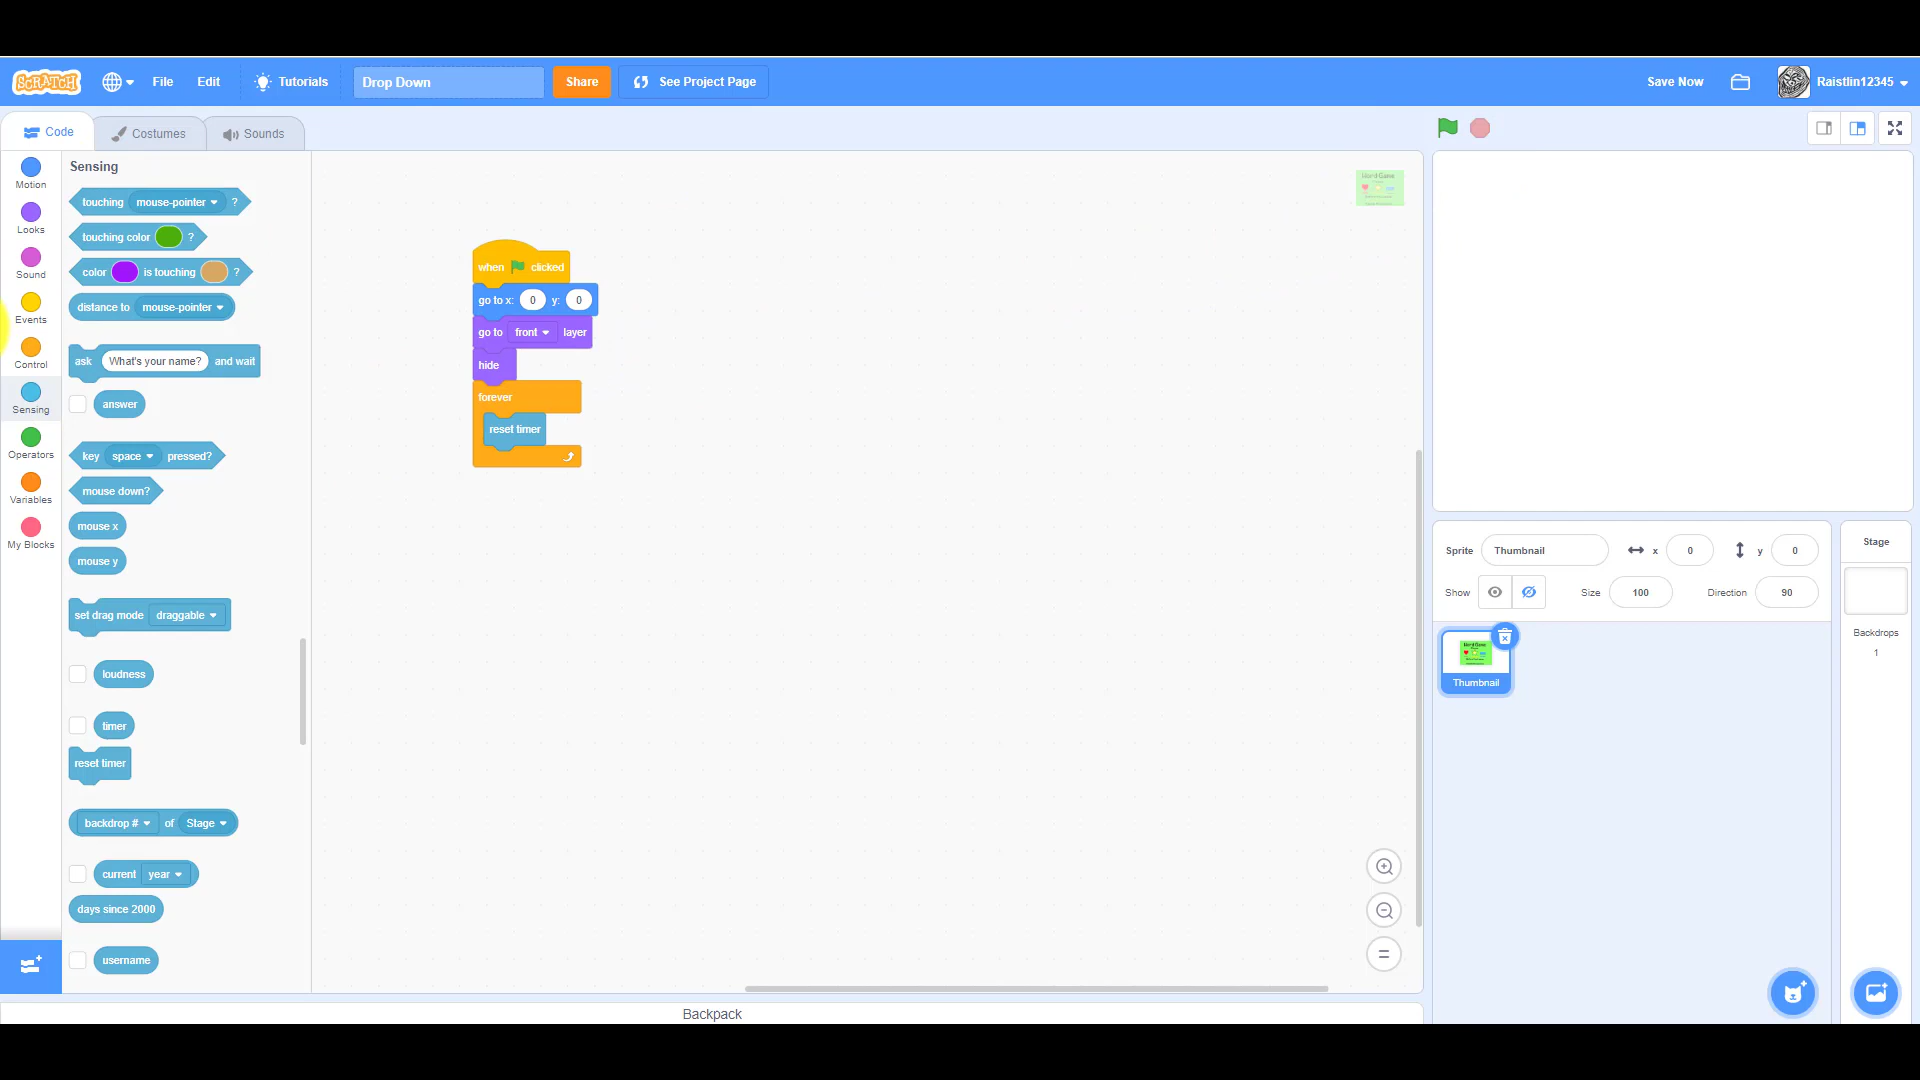 SCRATCH
File
Edit
Tutorials
Drop Down
Share
See Project Page
Save Now
Raistlin12345
Code
Costumes
Sounds
Motion
Looks
Sound
Events
Control
Sensing
Operators
Variables
My Blocks
Sensing
touching mouse-pointer ?
touching color ?
color is touching ?
distance to mouse-pointer
ask What's your name? and wait
answer
key space pressed?
mouse down?
mouse x
mouse y
set drag mode draggable
loudness
timer
reset timer
backdrop # of Stage
current year
days since 2000
username
when clicked
go to x: 0 y: 0
go to front layer
hide
forever
reset timer
Word Game
Backpack
Sprite Thumbnail x 0 y 0
Show Size 100 Direction 90
Word Game
Thumbnail
Stage
Backdrops
1